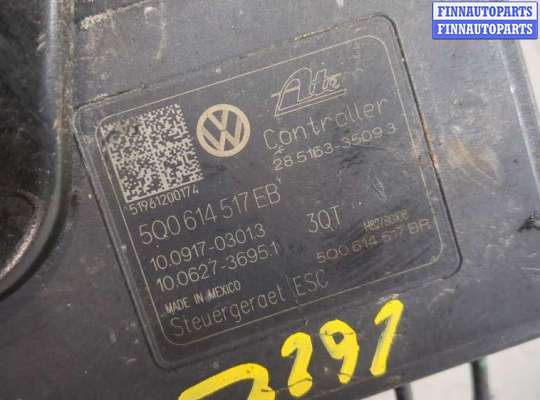 FINNAUTOPARTS
FINNAUTOPARTS
Ate
Controller
28.5163-3509.3
51961200174
5Q0 614 517 EB
3QT
10.0917-03013
10.0627-3695.1
5Q0 614 517 BR
MADE IN MEXICO
Steuergeraet ESC